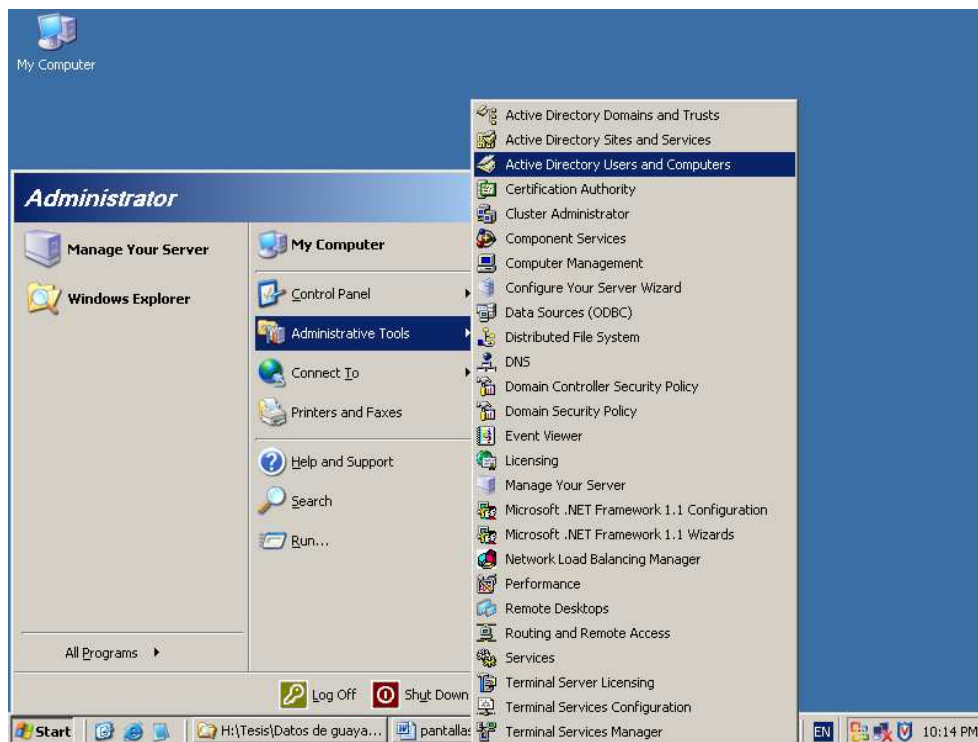 My Computer
Administrator
Manage Your Server
Windows Explorer
All Programs
My Computer
Control Panel
Administrative Tools
Connect To
Printers and Faxes
Help and Support
Search
Run...
Log Off
Shut Down
Active Directory Domains and Trusts
Active Directory Sites and Services
Active Directory Users and Computers
Certification Authority
Cluster Administrator
Component Services
Computer Management
Configure Your Server Wizard
Data Sources (ODBC)
Distributed File System
DNS
Domain Controller Security Policy
Domain Security Policy
Event Viewer
Licensing
Manage Your Server
Microsoft .NET Framework 1.1 Configuration
Microsoft .NET Framework 1.1 Wizards
Network Load Balancing Manager
Performance
Remote Desktops
Routing and Remote Access
Services
Terminal Server Licensing
Terminal Services Configuration
Terminal Services Manager
Start
H:\Tesis\Datos de guaya...
pantallas
EN
10:14 PM